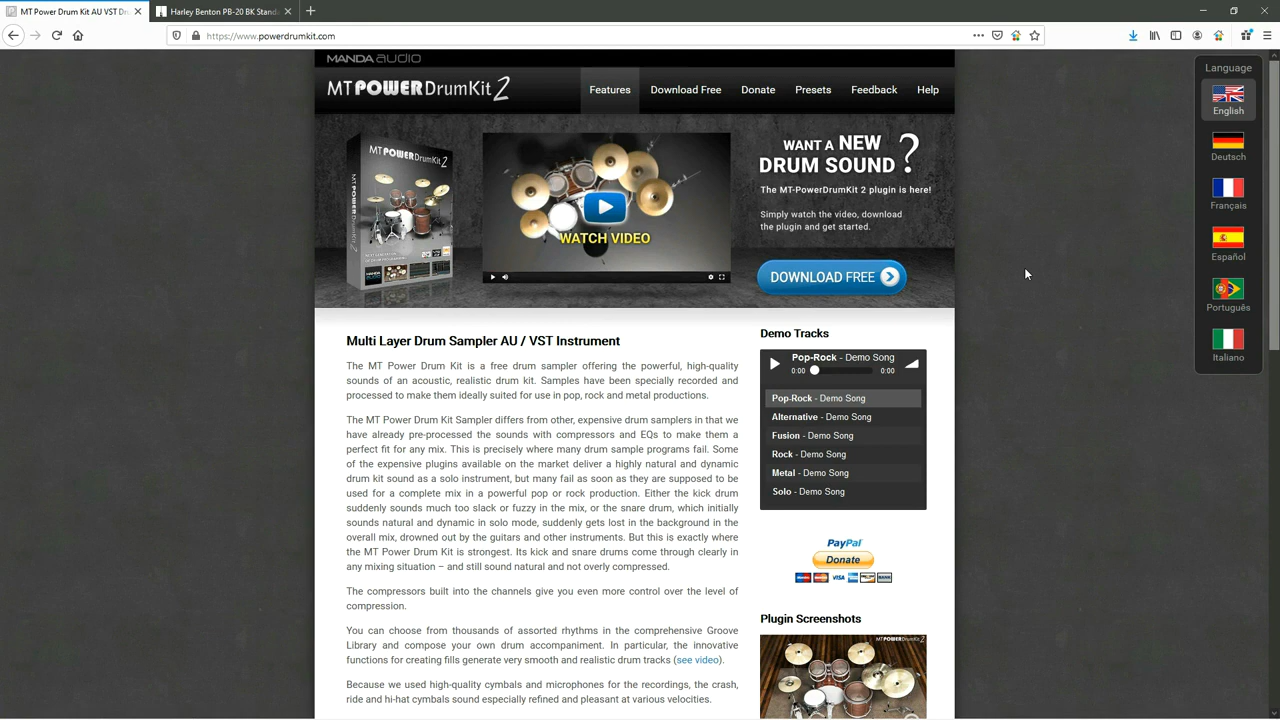 MT Power Drum Kit AU VST Dru
Harley Benton PB-20 BK Standa
https://www.powerdrumkit.com
MANDA audio
MT POWER DrumKit 2
Features
Download Free
Donate
Presets
Feedback
Help
Language
English
Deutsch
Français
Español
Português
Italiano
MT POWER DrumKit 2
WATCH VIDEO
WANT A NEW
DRUM SOUND ?
The MT-PowerDrumKit 2 plugin is here!
Simply watch the video, download
the plugin and get started.
DOWNLOAD FREE
Multi Layer Drum Sampler AU / VST Instrument
The MT Power Drum Kit is a free drum sampler offering the powerful, high-quality
sounds of an acoustic, realistic drum kit. Samples have been specially recorded and
processed to make them ideally suited for use in pop, rock and metal productions.
The MT Power Drum Kit Sampler differs from other, expensive drum samplers in that we
have already pre-processed the sounds with compressors and EQs to make them a
perfect fit for any mix. This is precisely where many drum sample programs fail. Some
of the expensive plugins available on the market deliver a highly natural and dynamic
drum kit sound as a solo instrument, but many fail as soon as they are supposed to be
used for a complete mix in a powerful pop or rock production. Either the kick drum
suddenly sounds much too slack or fuzzy in the mix, or the snare drum, which initially
sounds natural and dynamic in solo mode, suddenly gets lost in the background in the
overall mix, drowned out by the guitars and other instruments. But this is exactly where
the MT Power Drum Kit is strongest. Its kick and snare drums come through clearly in
any mixing situation – and still sound natural and not overly compressed.
The compressors built into the channels give you even more control over the level of
compression.
You can choose from thousands of assorted rhythms in the comprehensive Groove
Library and compose your own drum accompaniment. In particular, the innovative
functions for creating fills generate very smooth and realistic drum tracks (see video).
Because we used high-quality cymbals and microphones for the recordings, the crash,
ride and hi-hat cymbals sound especially refined and pleasant at various velocities.
Demo Tracks
Pop-Rock - Demo Song
0:00
0:00
Pop-Rock - Demo Song
Alternative - Demo Song
Fusion - Demo Song
Rock - Demo Song
Metal - Demo Song
Solo - Demo Song
PayPal
Donate
VISA
Plugin Screenshots
MT POWER DrumKit 2